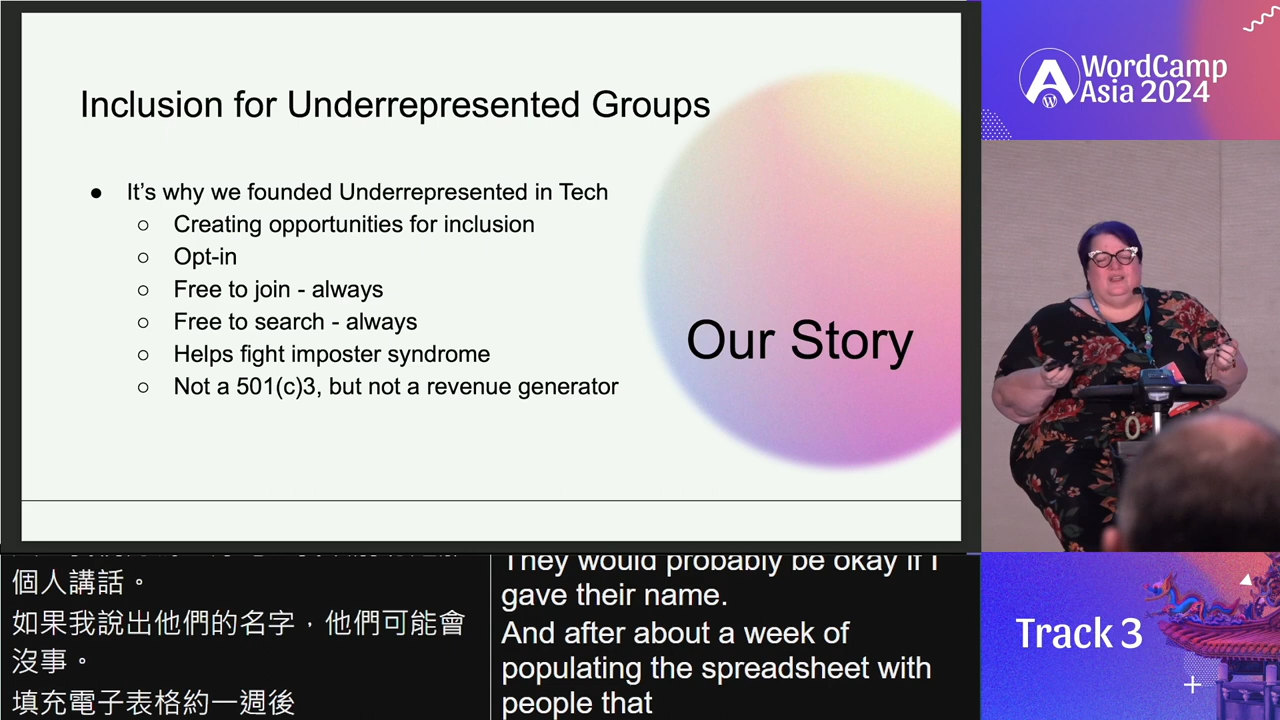 Inclusion for Underrepresented Groups
● It’s why we founded Underrepresented in Tech
○ Creating opportunities for inclusion
○ Opt-in
○ Free to join - always
○ Free to search - always
○ Helps fight imposter syndrome
○ Not a 501(c)3, but not a revenue generator
Our Story
WordCamp
Asia 2024
個人講話。
如果我說出他們的名字，他們可能會
沒事。
填充電子表格約一週後
They would probably be okay if I
gave their name.
And after about a week of
populating the spreadsheet with
people that
Track 3